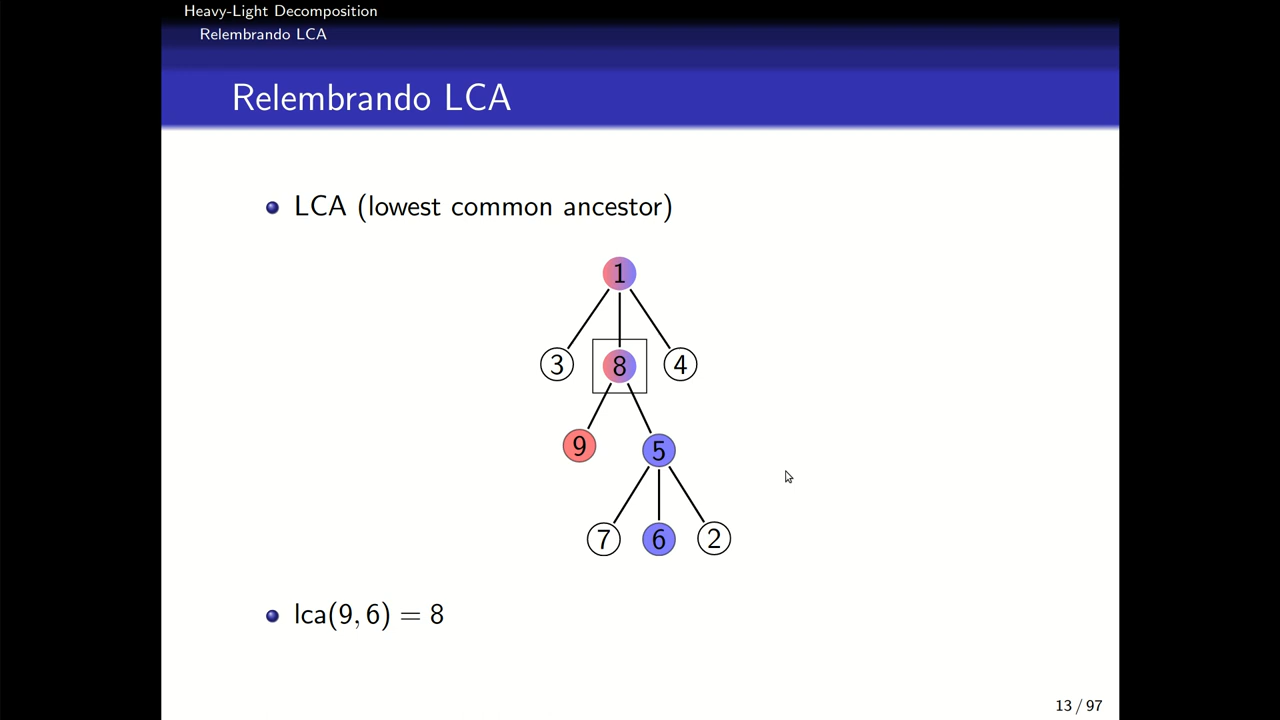 Heavy-Light Decomposition
Relembrando LCA
Relembrando LCA
LCA (lowest common ancestor)
1
3 8 4
9 5
7 6 2
lca(9, 6) = 8
13 / 97